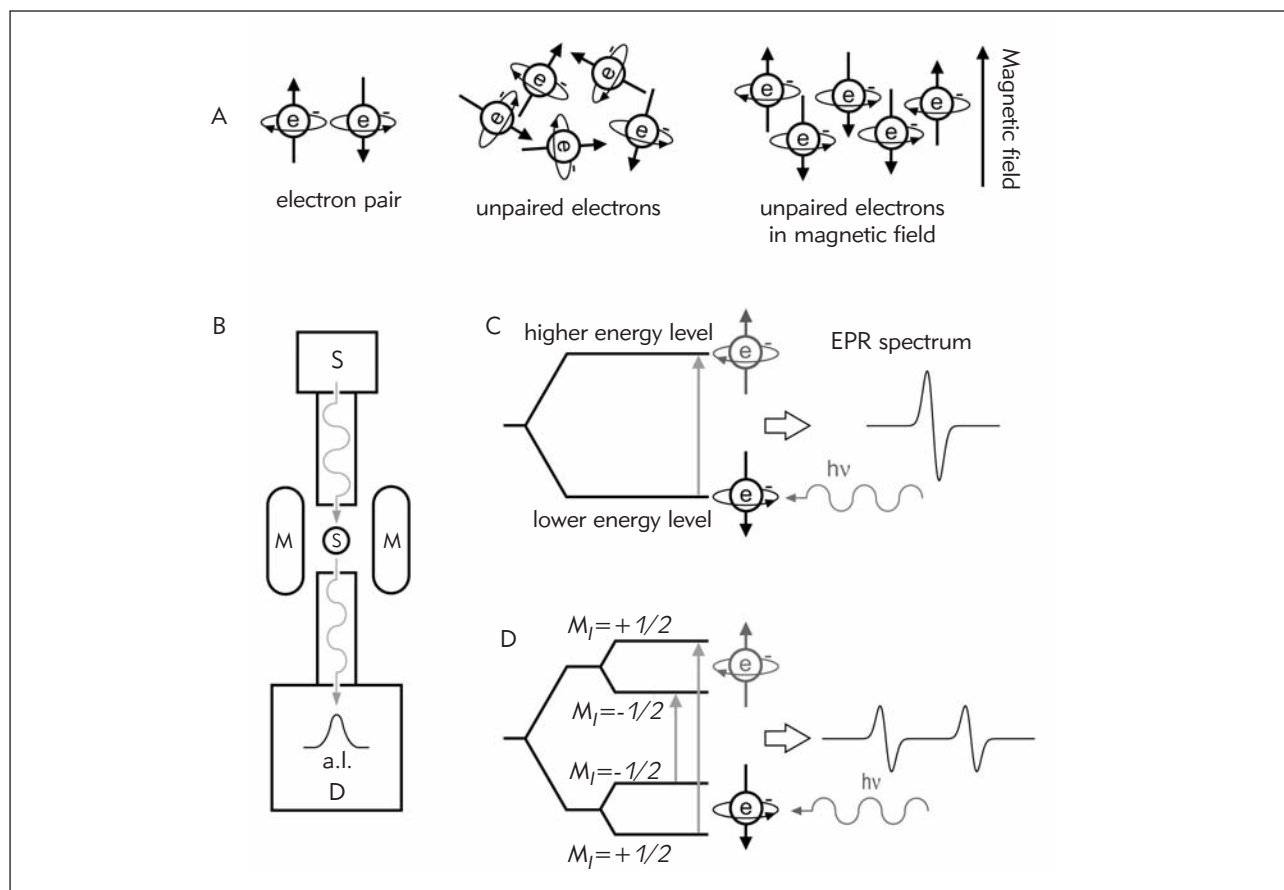 A
e
-
e
-
electron pair
e
-
e
-
e
-
e
-
e
-
unpaired electrons
e
-
e
-
e
-
e
-
e
-
unpaired electrons
in magnetic field
Magnetic field
B
S
M
S
M
a.l.
D
C
higher energy level
e
-
EPR spectrum
hν
lower energy level
e
-
D
M_I=+1/2
e
-
M_I=-1/2
M_I=-1/2
hν
e
-
M_I=+1/2